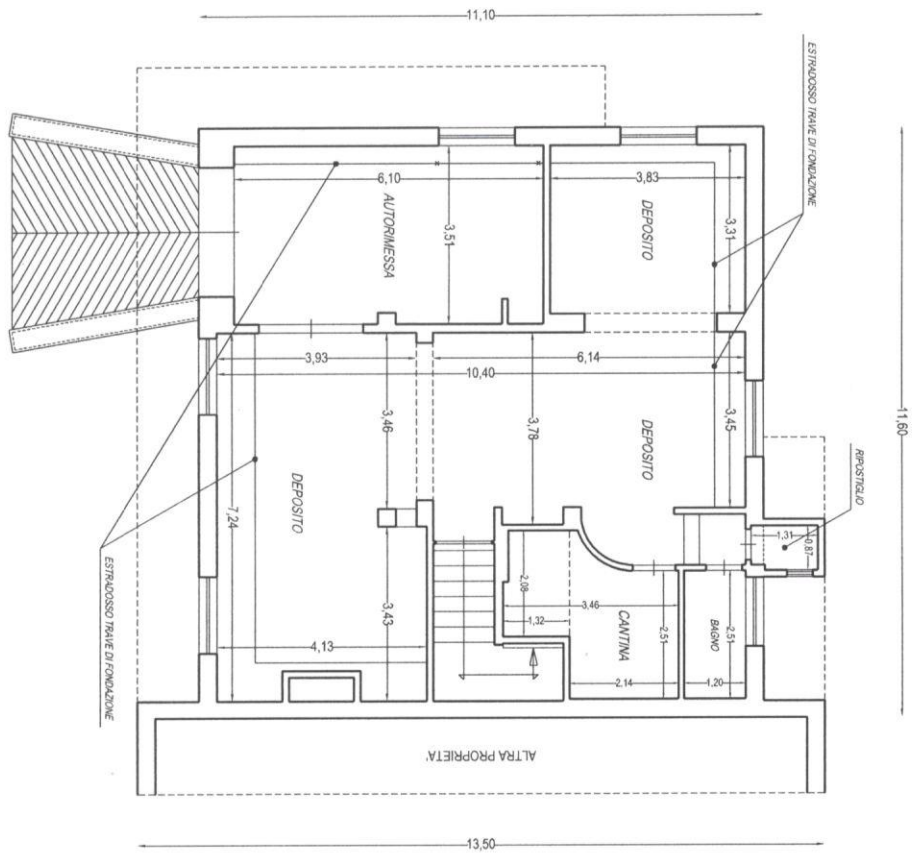 11,10
ESTRADOSSO TRAVE DI FONDAZIONE
6,10
3,83
AUTORIMESSA
3,51
DEPOSITO
3,31
3,93
6,14
10,40
11,60
3,46
3,78
DEPOSITO
3,45
RIPOSTIGLIO
DEPOSITO
7,24
1,31
0,87
2,08
3,46
1,32
CANTINA
2,51
BAGNO
2,51
3,43
4,13
2,14
1,20
ESTRADOSSO TRAVE DI FONDAZIONE
ALTRA PROPRIETA'
13,50